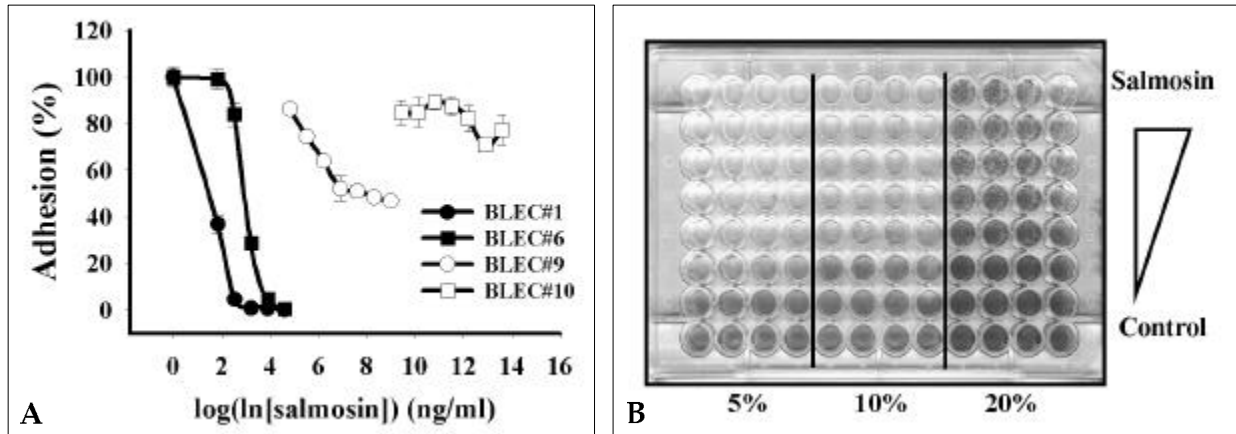 120
100
80
60
40
20
0
Adhesion (%)
BLEC#1
BLEC#6
BLEC#9
BLEC#10
0 2 4 6 8 10 12 14 16
log(ln[salmosin]) (ng/ml)
A
Salmosin
Control
5% 10% 20%
B